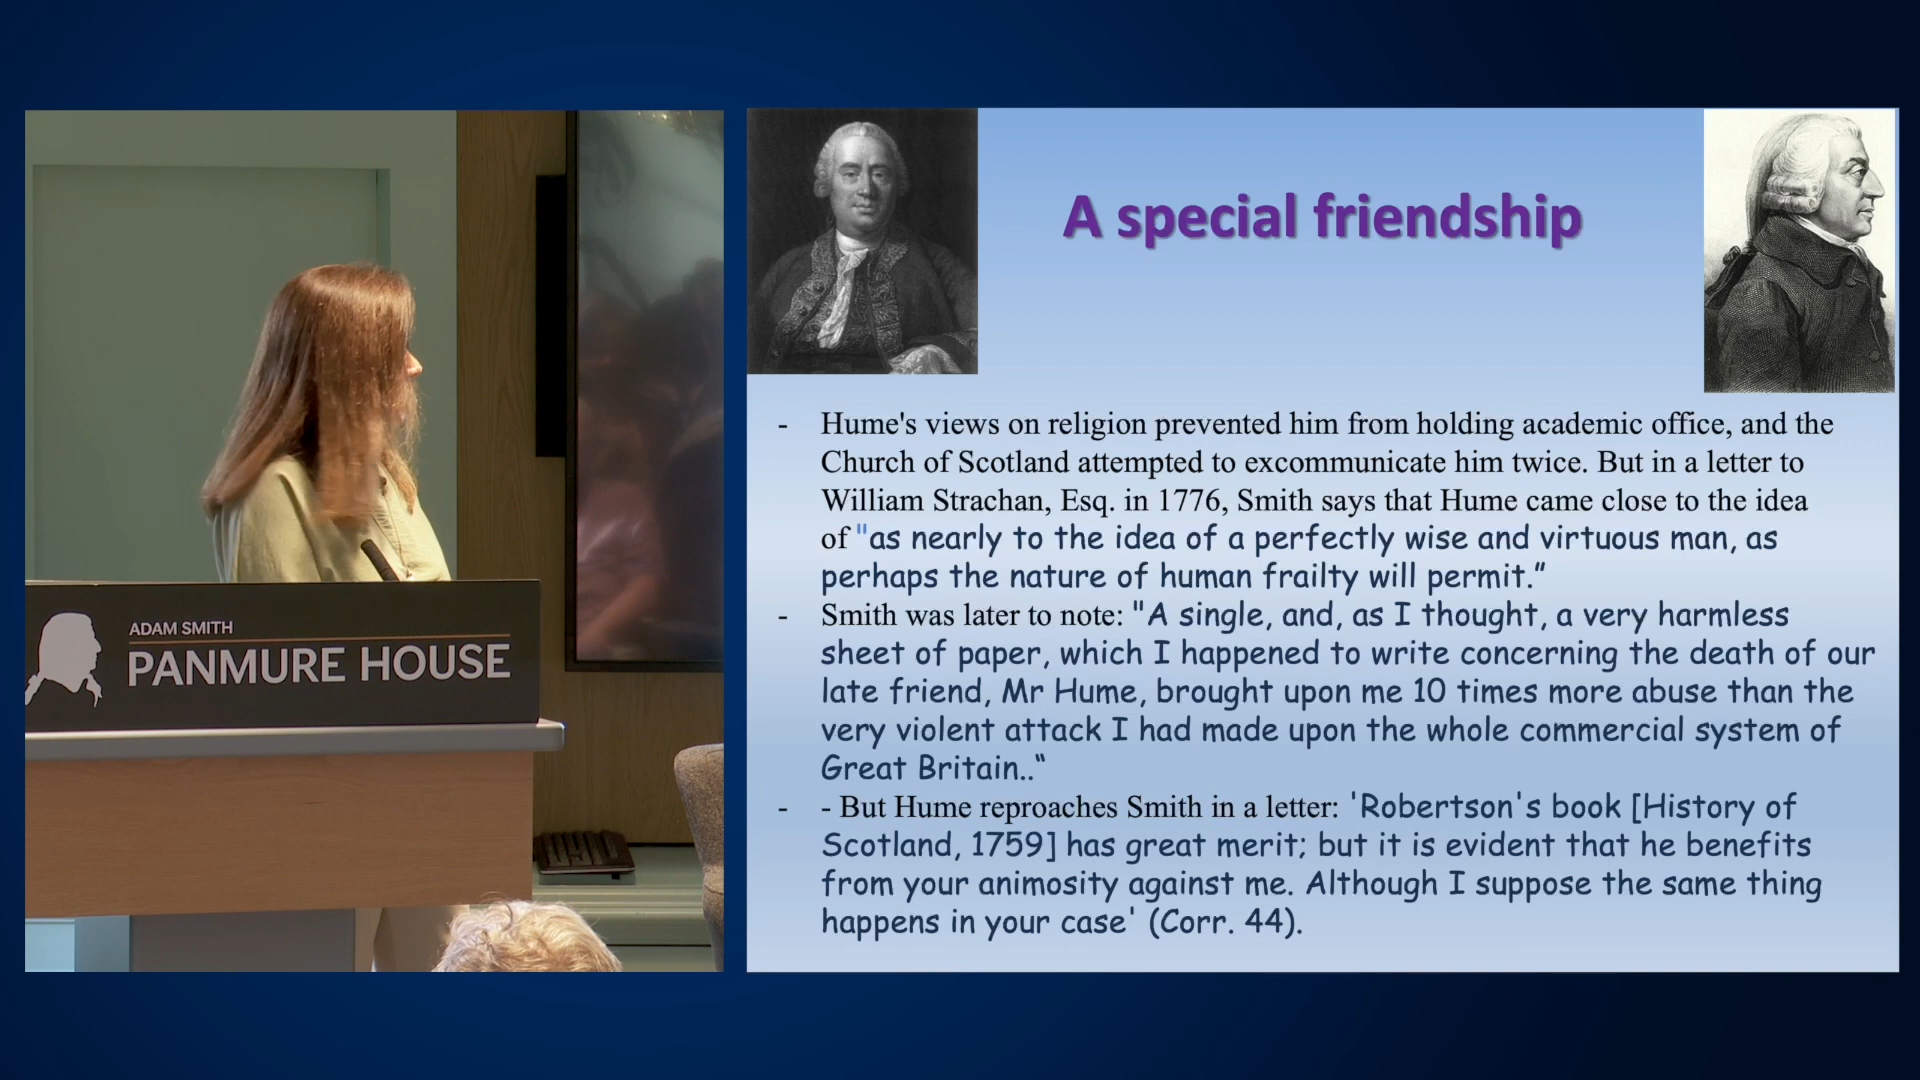 ADAM SMITH
PANMURE HOUSE
A special friendship
- Hume's views on religion prevented him from holding academic office, and the
Church of Scotland attempted to excommunicate him twice. But in a letter to
William Strachan, Esq. in 1776, Smith says that Hume came close to the idea
of "as nearly to the idea of a perfectly wise and virtuous man, as
perhaps the nature of human frailty will permit.”
- Smith was later to note: "A single, and, as I thought, a very harmless
sheet of paper, which I happened to write concerning the death of our
late friend, Mr Hume, brought upon me 10 times more abuse than the
very violent attack I had made upon the whole commercial system of
Great Britain..“
- - But Hume reproaches Smith in a letter: 'Robertson's book [History of
Scotland, 1759] has great merit; but it is evident that he benefits
from your animosity against me. Although I suppose the same thing
happens in your case' (Corr. 44).